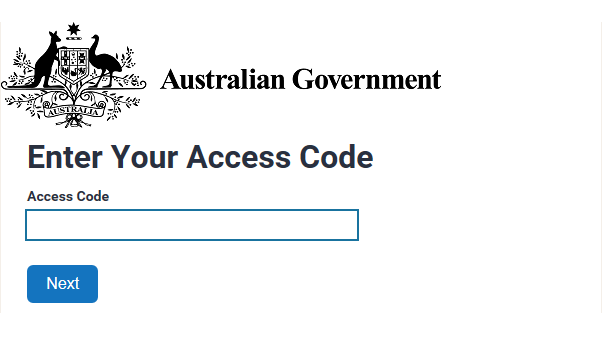 AUSTRALIA
Australian Government
Enter Your Access Code
Access Code
Next